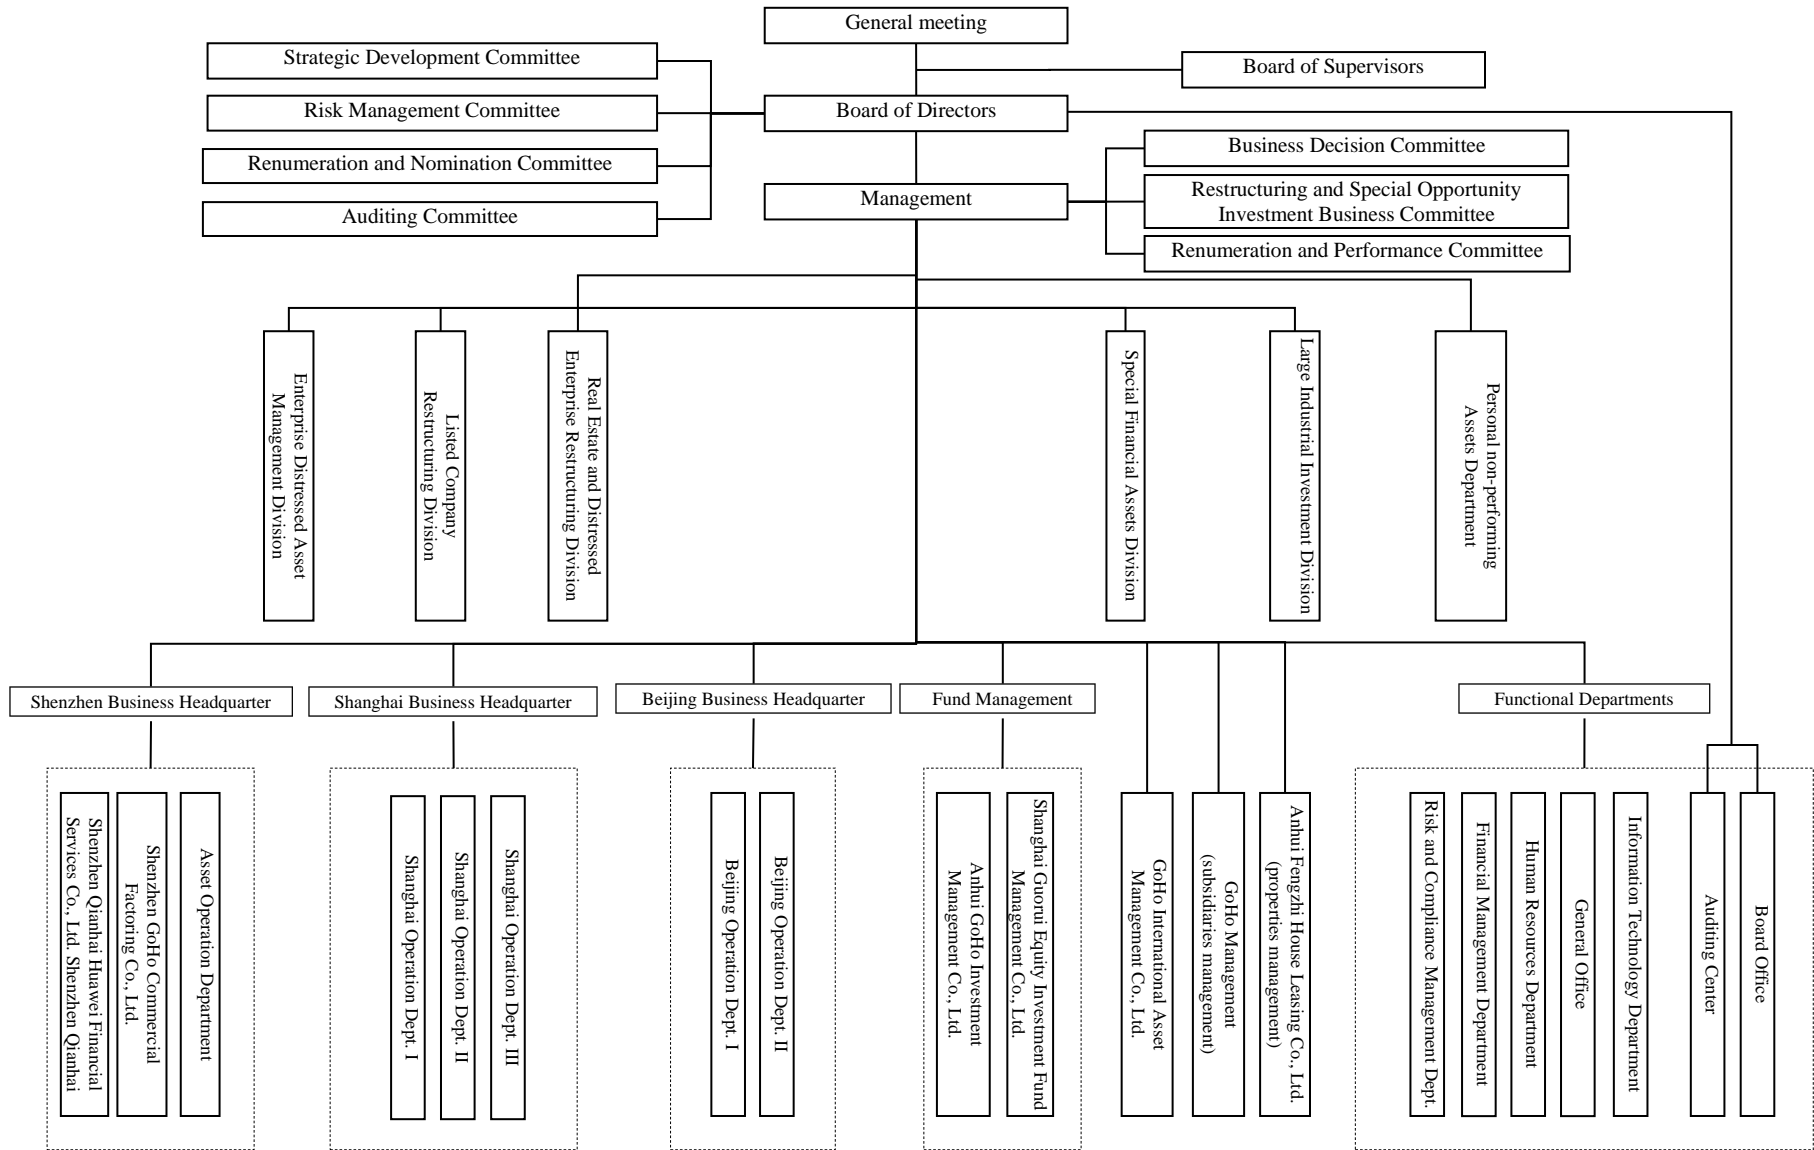 General meeting
Strategic Development Committee
Board of Supervisors
Risk Management Committee
Board of Directors
Business Decision Committee
Renumeration and Nomination Committee
Management
Restructuring and Special Opportunity
Investment Business Committee
Auditing Committee
Renumeration and Performance Committee
Enterprise Distressed Asset
Management Division
Listed Company
Restructuring Division
Real Estate and Distressed
Enterprise Restructuring Division
Special Financial Assets Division
Large Industrial Investment Division
Personal non-performing
Assets Department
Shenzhen Business Headquarter
Shanghai Business Headquarter
Beijing Business Headquarter
Fund Management
Functional Departments
Shenzhen Qianhai Huawei Financial
Services Co., Ltd. Shenzhen Qianhai
Shenzhen GoHo Commercial
Factoring Co., Ltd.
Asset Operation Department
Shanghai Operation Dept. I
Shanghai Operation Dept. II
Shanghai Operation Dept. III
Beijing Operation Dept. I
Beijing Operation Dept. II
Anhui GoHo Investment
Management Co., Ltd.
Shanghai Guorui Equity Investment Fund
Management Co., Ltd.
GoHo International Asset
Management Co., Ltd.
GoHo Management
(subsidiaries management)
Anhui Fengzhi House Leasing Co., Ltd.
(properties management)
Risk and Compliance Management Dept.
Financial Management Department
Human Resources Department
General Office
Information Technology Department
Auditing Center
Board Office